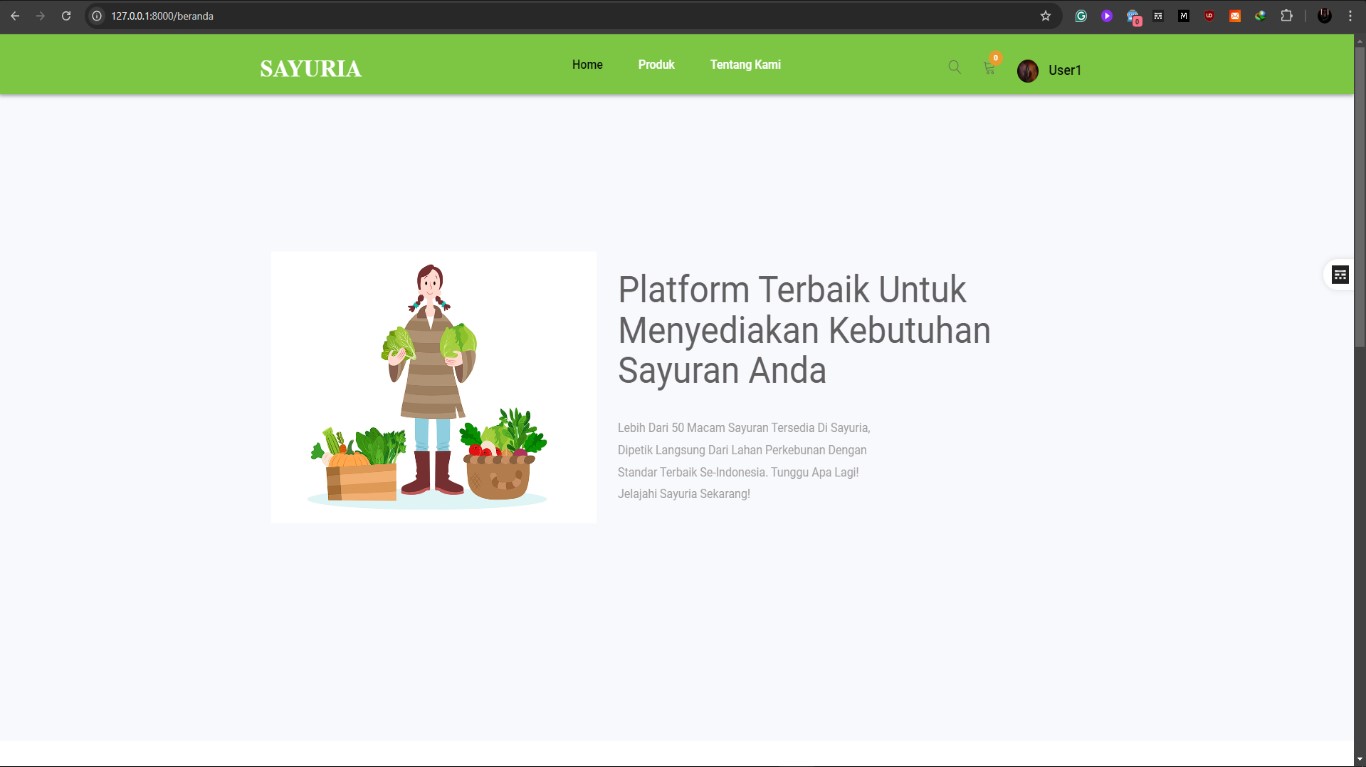 127.0.0.1:8000/beranda
SAYURIA
Home
Produk
Tentang Kami
0
User1
Platform Terbaik Untuk
Menyediakan Kebutuhan
Sayuran Anda
Lebih Dari 50 Macam Sayuran Tersedia Di Sayuria,
Dipetik Langsung Dari Lahan Perkebunan Dengan
Standar Terbaik Se-Indonesia. Tunggu Apa Lagi!
Jelajahi Sayuria Sekarang!